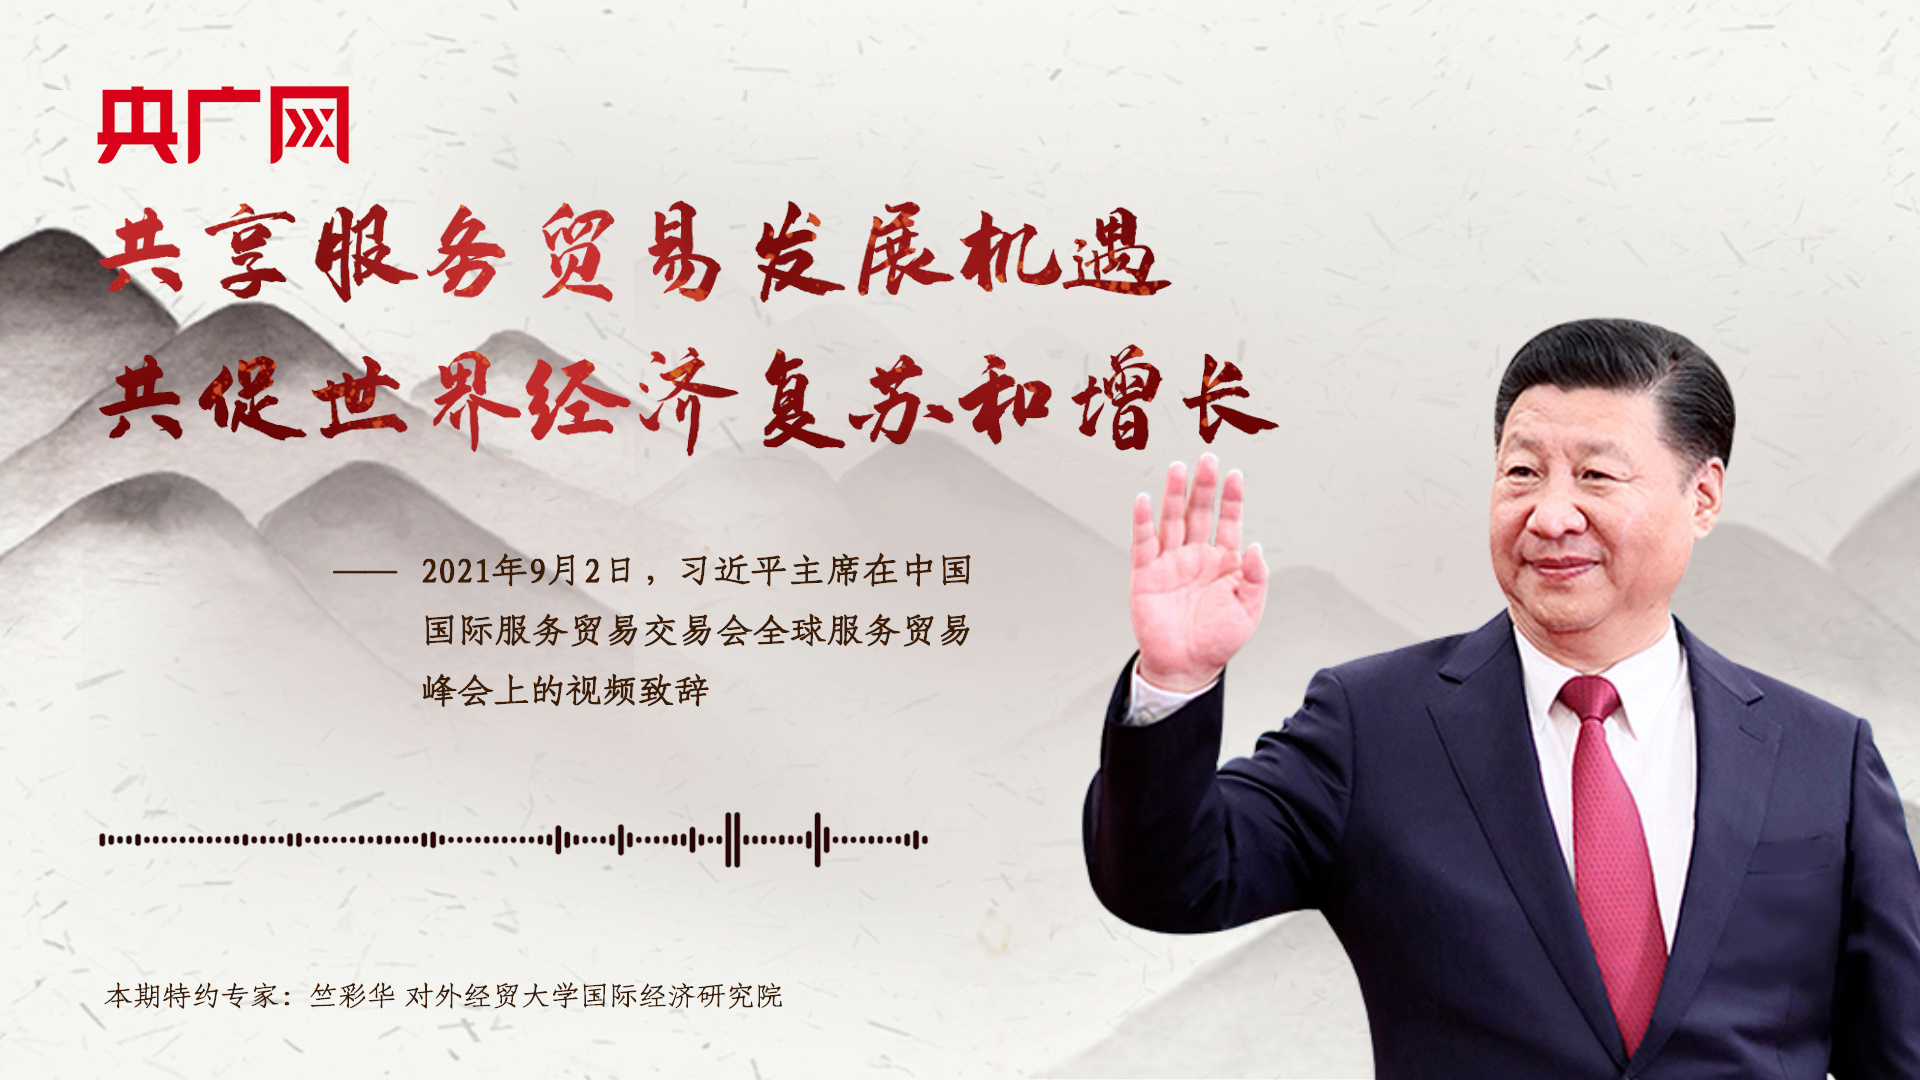 央广网
共享服务贸易发展机遇
共促世界经济复苏和增长
—— 2021年9月2日，习近平主席在中国
国际服务贸易交易会全球服务贸易
峰会上的视频致辞
本期特约专家：竺彩华 对外经贸大学国际经济研究院